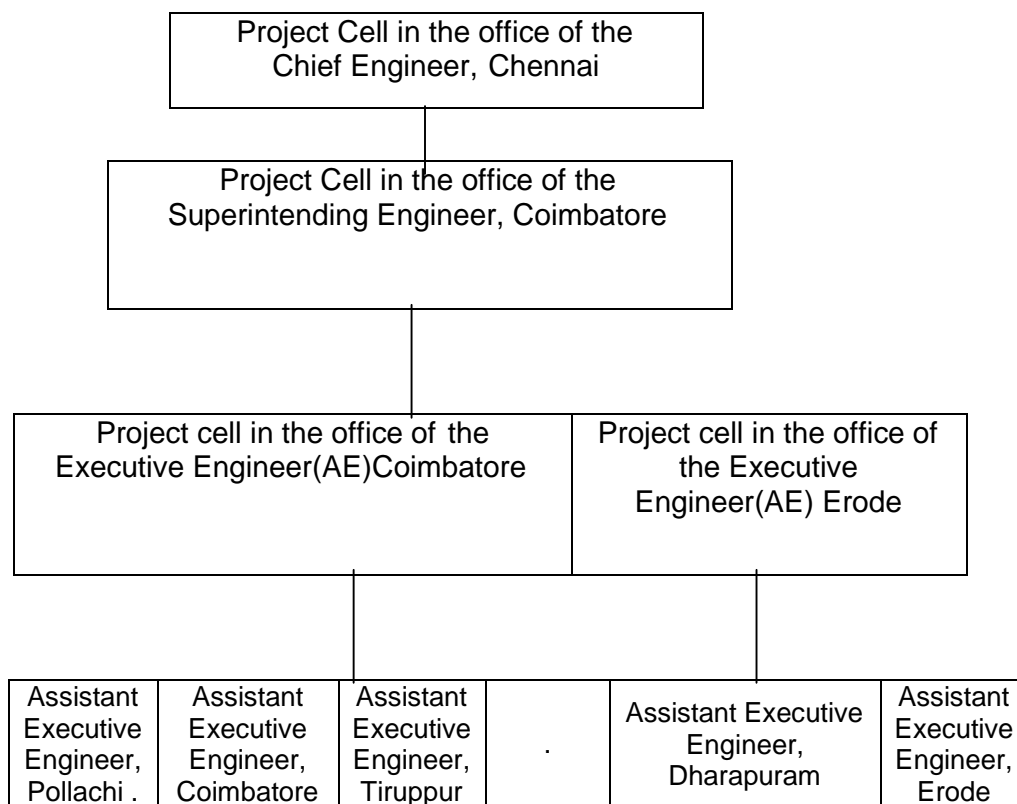 Project Cell in the office of the
Chief Engineer, Chennai
Project Cell in the office of the
Superintending Engineer, Coimbatore
Project cell in the office of the
Executive Engineer(AE)Coimbatore
Project cell in the office of
the Executive
Engineer(AE) Erode
Assistant
Executive
Engineer,
Pollachi .
Assistant
Executive
Engineer,
Coimbatore
Assistant
Executive
Engineer,
Tiruppur
.
Assistant Executive
Engineer,
Dharapuram
Assistant
Executive
Engineer,
Erode